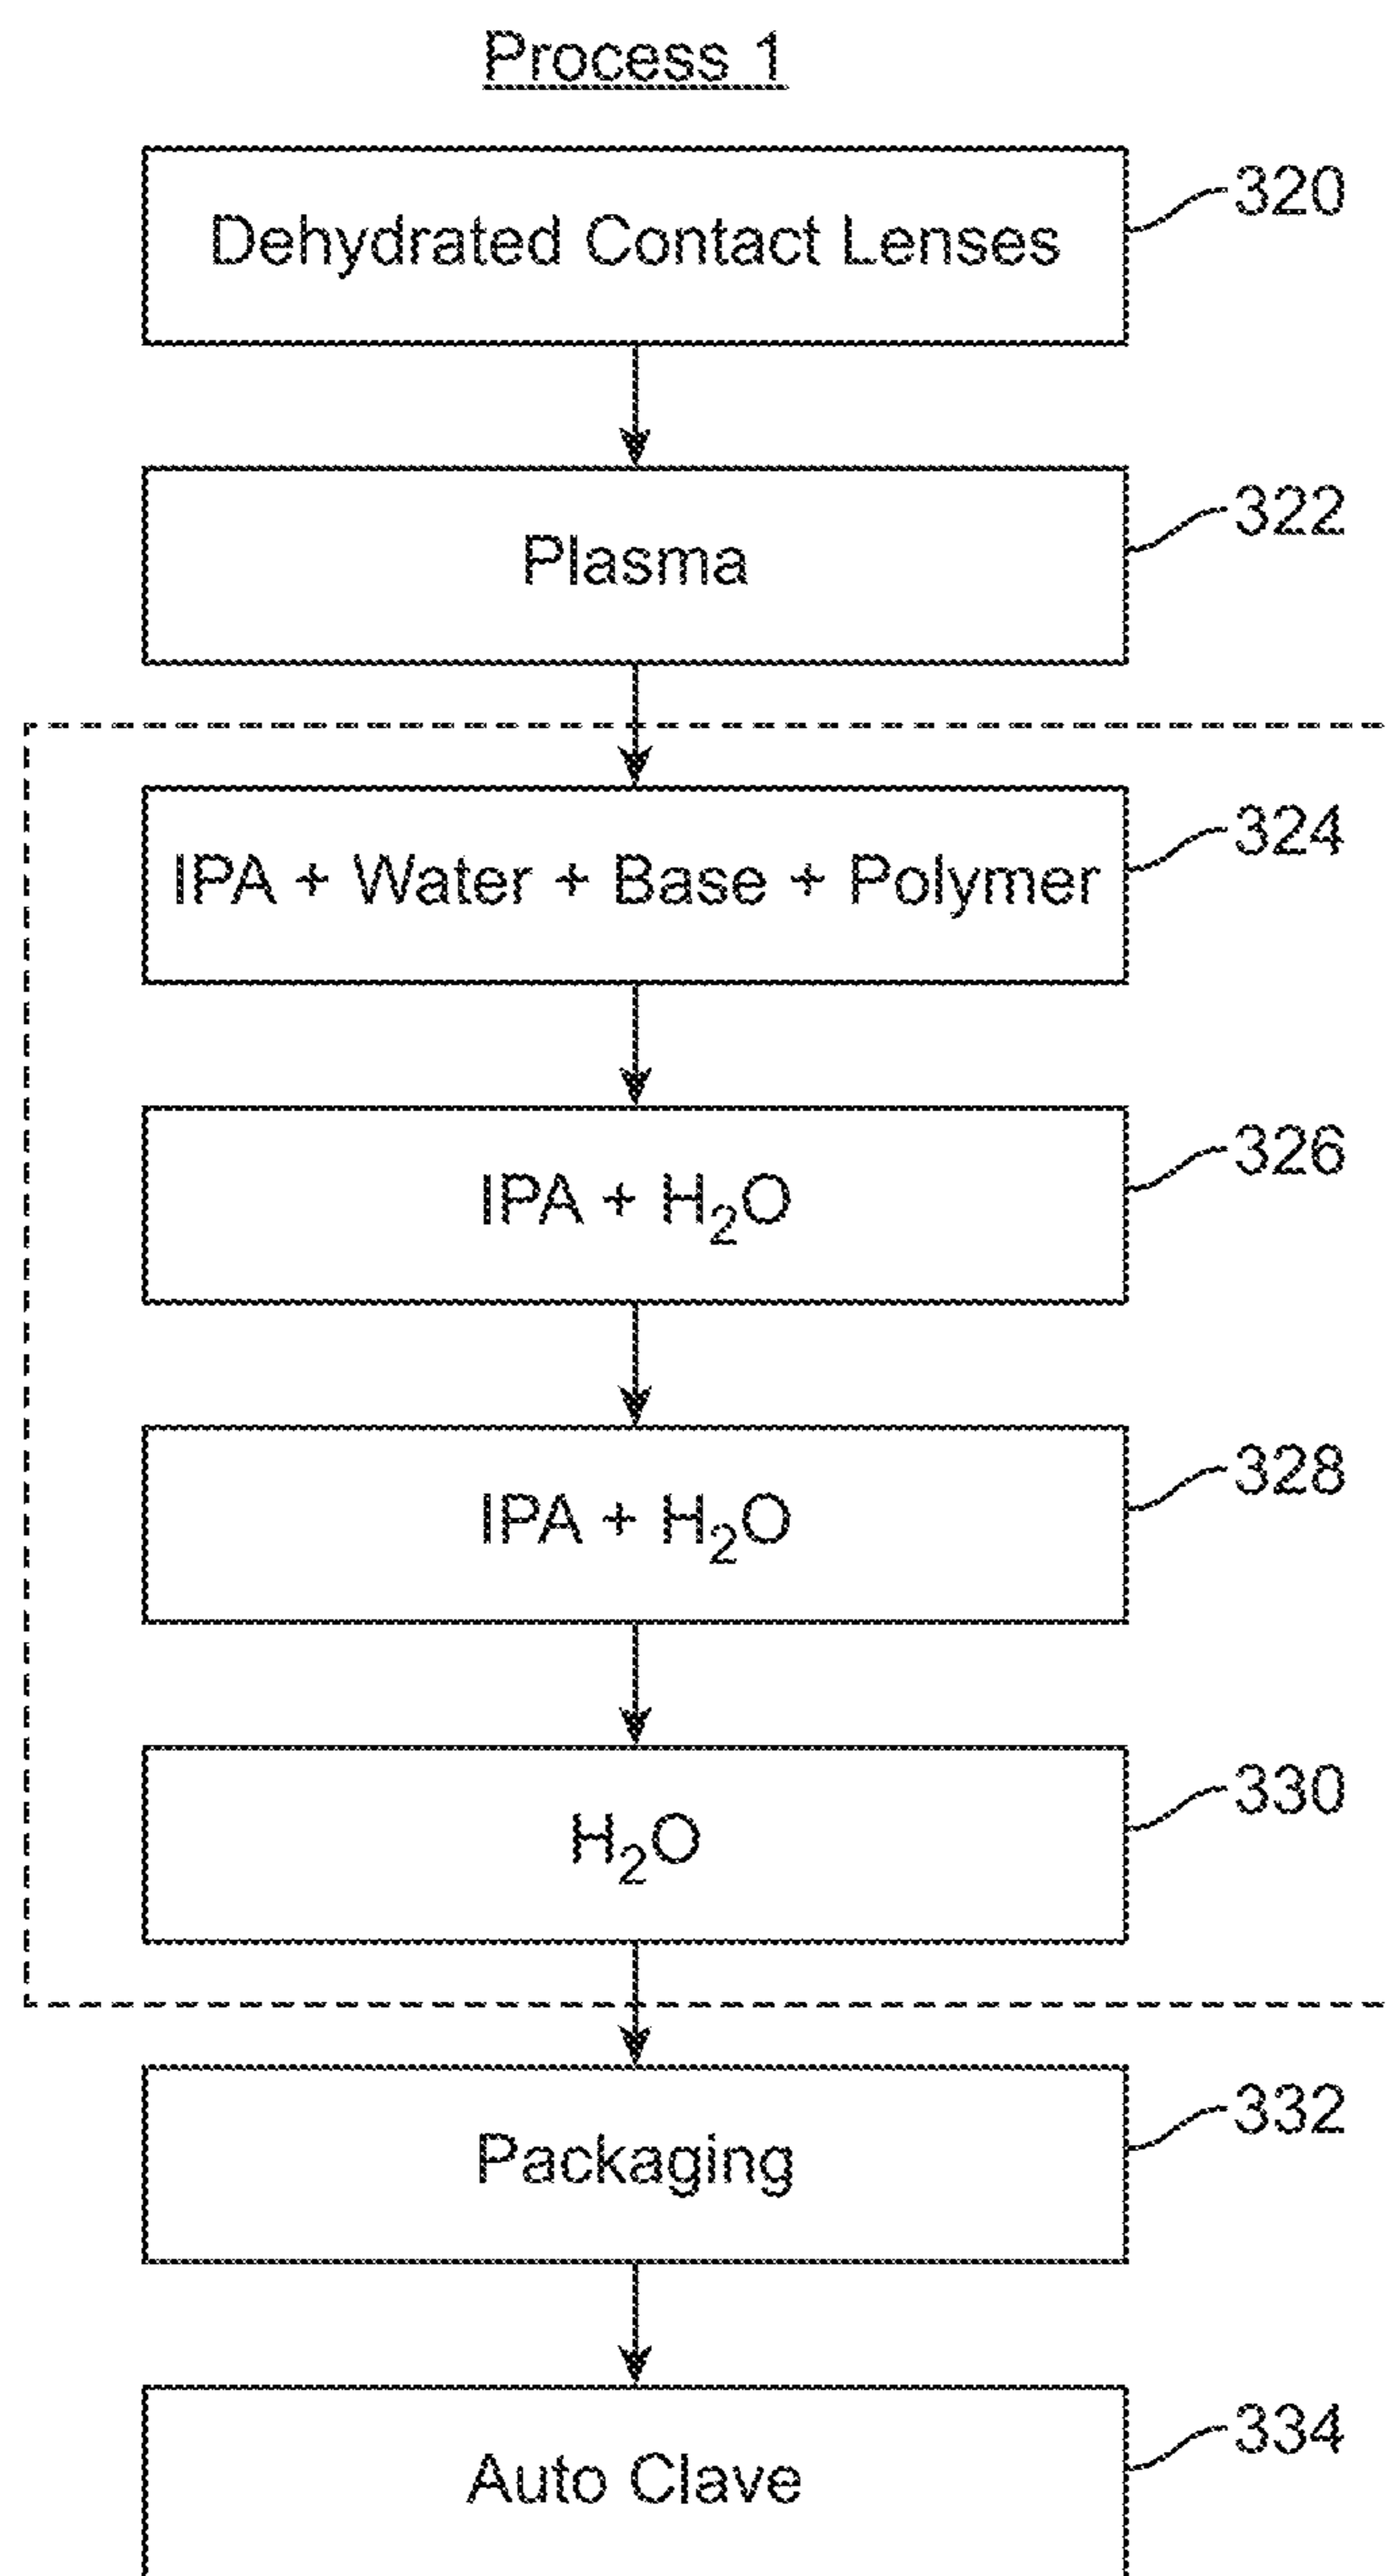 Process 1
Dehydrated Contact Lenses
320
Plasma
322
IPA + Water + Base + Polymer
324
IPA + H₂O
326
IPA + H₂O
328
H₂O
330
Packaging
332
Auto Clave
334